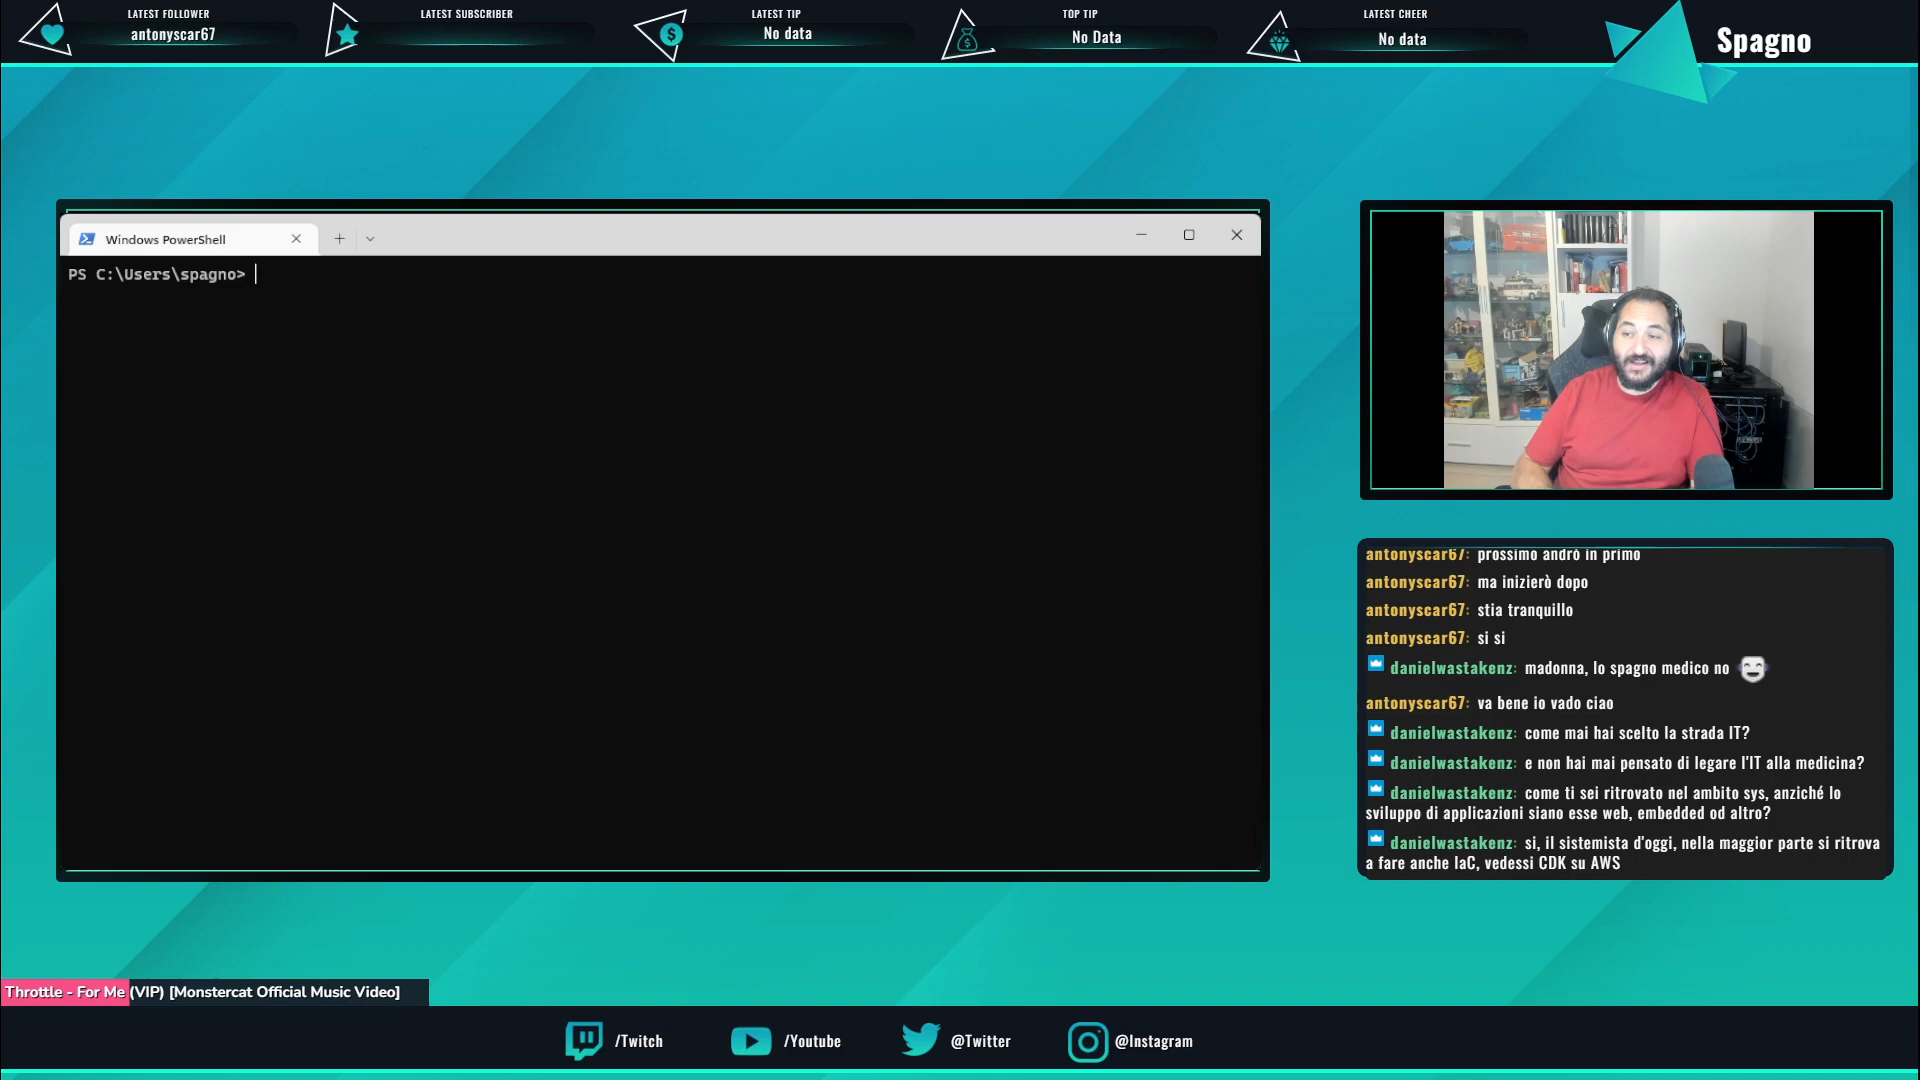 LATEST FOLLOWER
antonyscar67
LATEST SUBSCRIBER
LATEST TIP
No data
TOP TIP
No Data
LATEST CHEER
No data
Spagno
Windows PowerShell
PS C:\Users\spagno>
antonyscar67: prossimo andrò in primo
antonyscar67: ma inizierò dopo
antonyscar67: stia tranquillo
antonyscar67: si si
danielwastakenz: madonna, lo spagno medico no
antonyscar67: va bene io vado ciao
danielwastakenz: come mai hai scelto la strada IT?
danielwastakenz: e non hai mai pensato di legare l'IT alla medicina?
danielwastakenz: come ti sei ritrovato nel ambito sys, anziché lo
sviluppo di applicazioni siano esse web, embedded od altro?
danielwastakenz: si, il sistemista d'oggi, nella maggior parte si ritrova
a fare anche IaC, vedessi CDK su AWS
Throttle - For Me (VIP) [Monstercat Official Music Video]
/Twitch
/Youtube
@Twitter
@Instagram